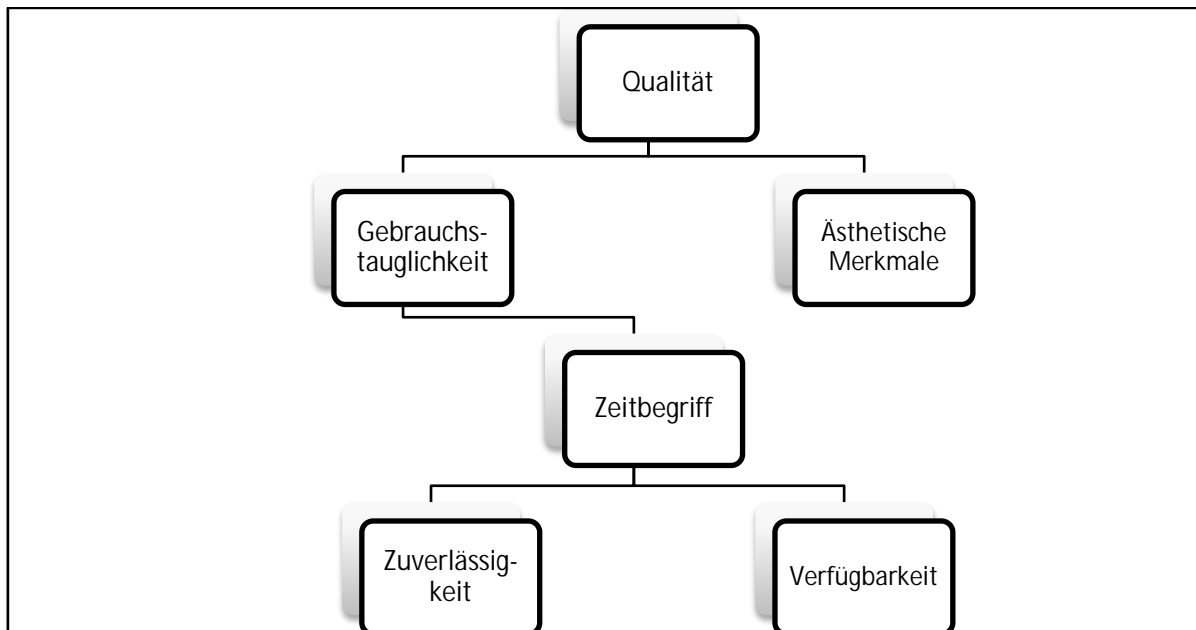 Qualität
Gebrauchs-
tauglichkeit
Ästhetische
Merkmale
Zeitbegriff
Zuverlässig-
keit
Verfügbarkeit